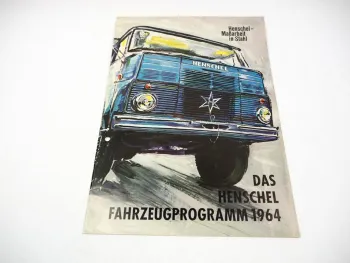 Henschel-
Maßarbeit
in Stahl
HENSCHEL
DAS
HENSCHEL
FAHRZEUGPROGRAMM 1964